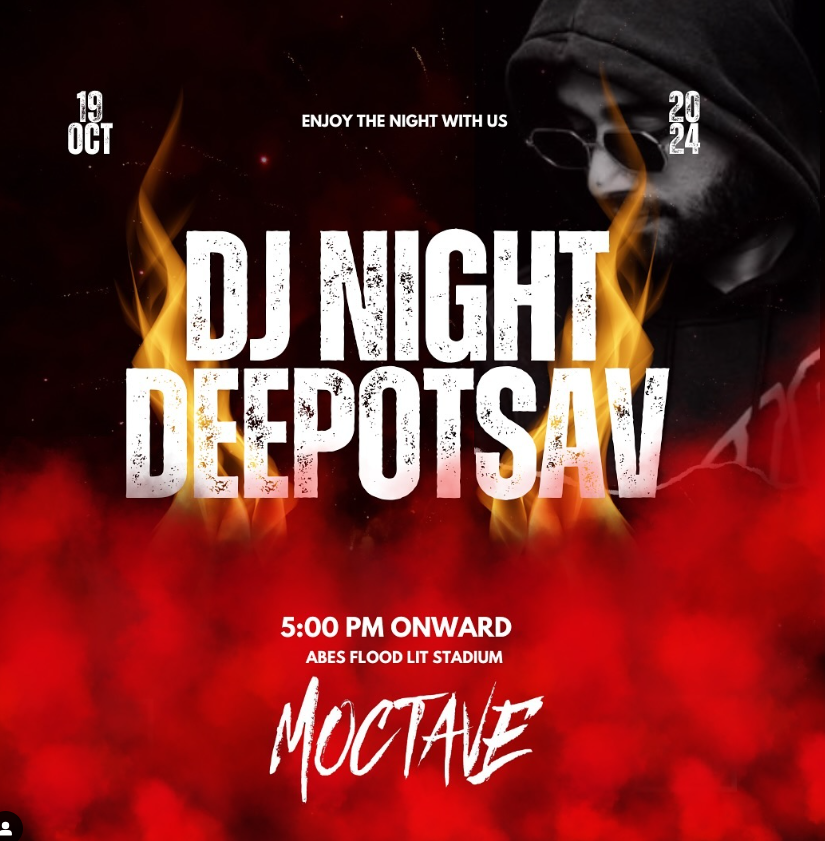 19
OCT
ENJOY THE NIGHT WITH US
20
24
DJ NIGHT
DEEPOTSAV
5:00 PM ONWARD
ABES FLOOD LIT STADIUM
MOCTAVE